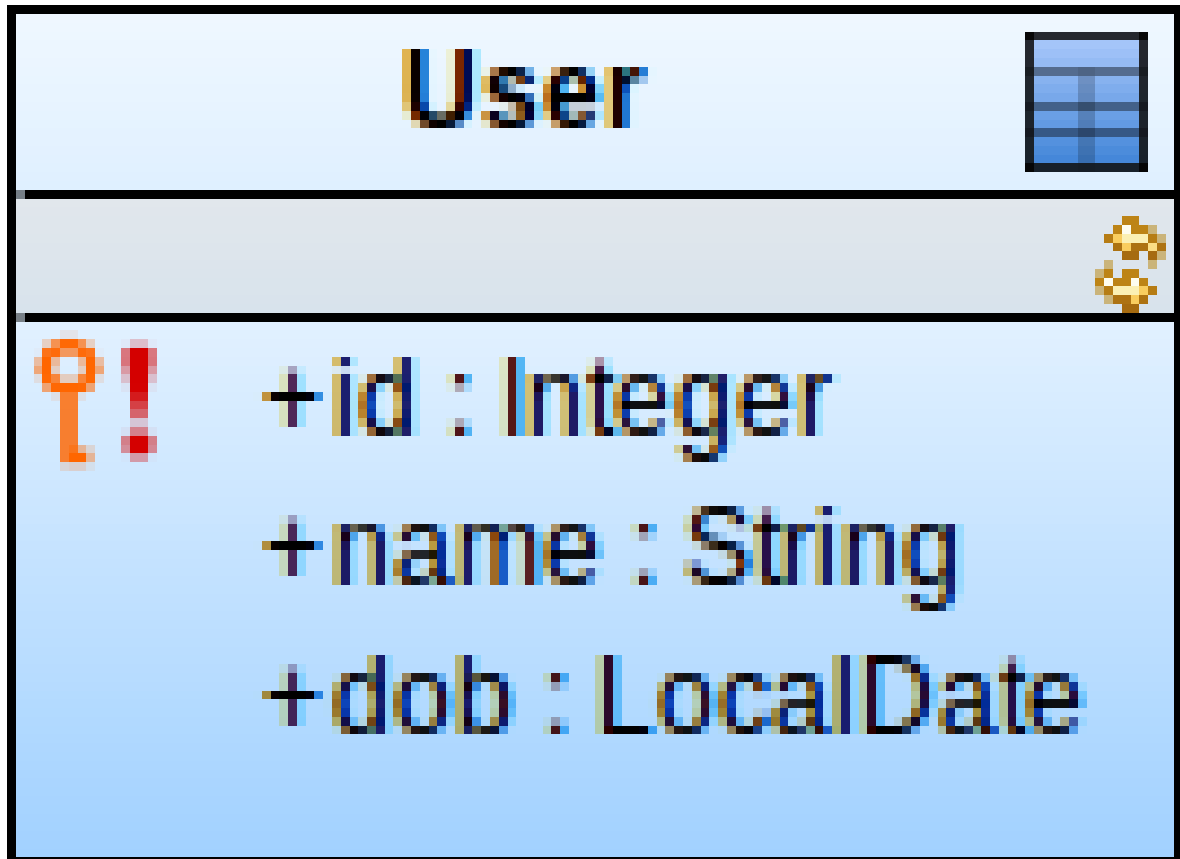 User
+id : Integer
+name : String
+dob : LocalDate